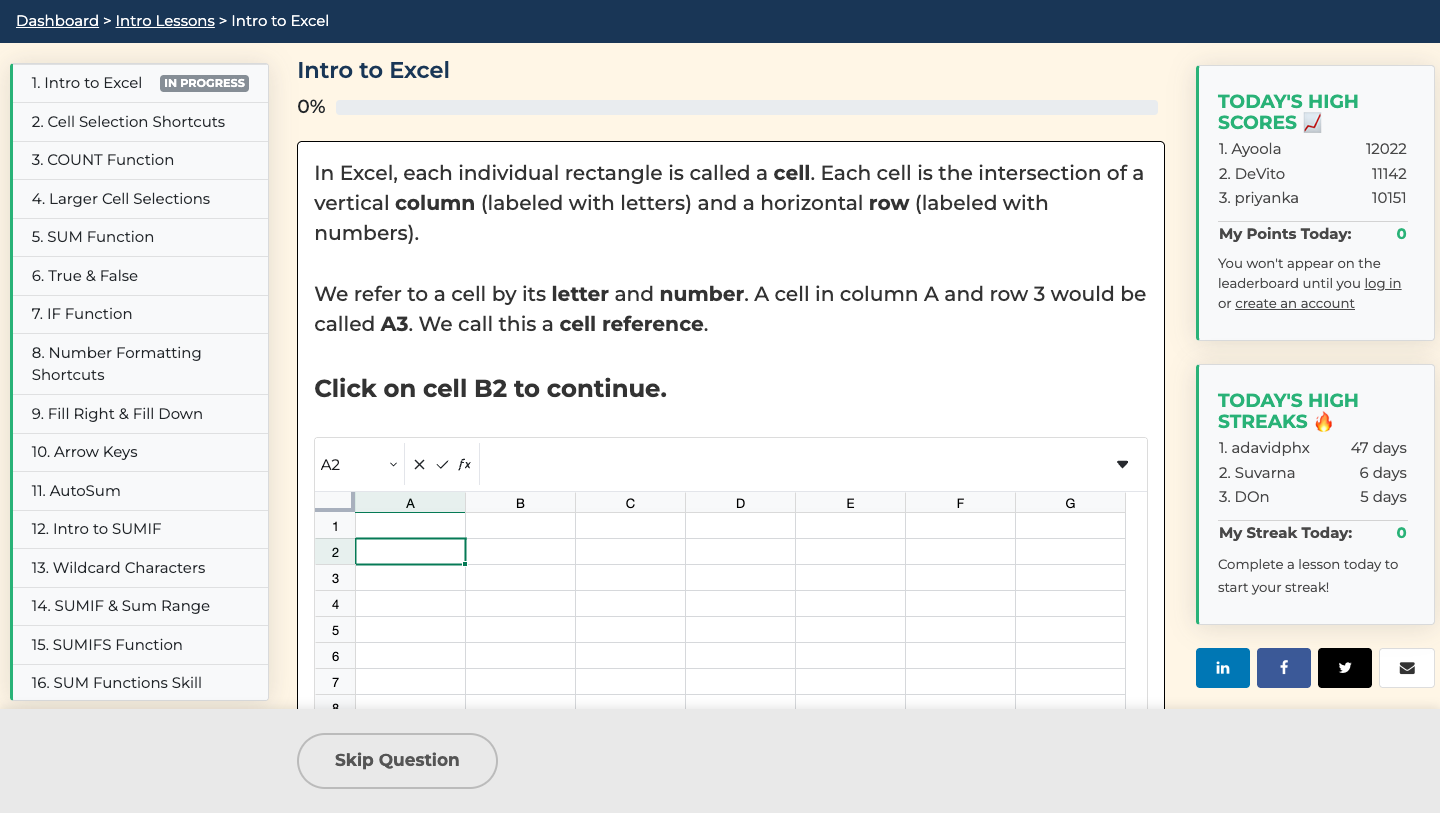 Dashboard > Intro Lessons > Intro to Excel
1. Intro to Excel IN PROGRESS
2. Cell Selection Shortcuts
3. COUNT Function
4. Larger Cell Selections
5. SUM Function
6. True & False
7. IF Function
8. Number Formatting
Shortcuts
9. Fill Right & Fill Down
10. Arrow Keys
11. AutoSum
12. Intro to SUMIF
13. Wildcard Characters
14. SUMIF & Sum Range
15. SUMIFS Function
16. SUM Functions Skill
Intro to Excel
0%
In Excel, each individual rectangle is called a cell. Each cell is the intersection of a
vertical column (labeled with letters) and a horizontal row (labeled with
numbers).
We refer to a cell by its letter and number. A cell in column A and row 3 would be
called A3. We call this a cell reference.
Click on cell B2 to continue.
A2 fx
A B C D E F G
1
2
3
4
5
6
7
8
Skip Question
TODAY'S HIGH
SCORES 📈
1. Ayoola 12022
2. DeVito 11142
3. priyanka 10151
My Points Today: 0
You won't appear on the
leaderboard until you log in
or create an account
TODAY'S HIGH
STREAKS 🔥
1. adavidphx 47 days
2. Suvarna 6 days
3. DOn 5 days
My Streak Today: 0
Complete a lesson today to
start your streak!
in f